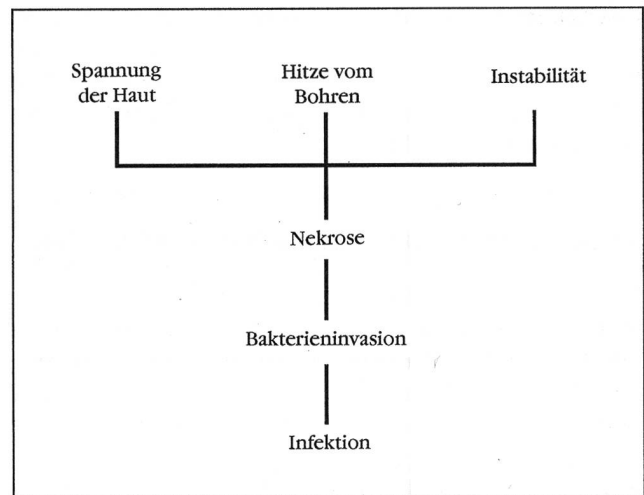 Spannung
der Haut
Hitze vom
Bohren
Instabilität
Nekrose
Bakterieninvasion
Infektion